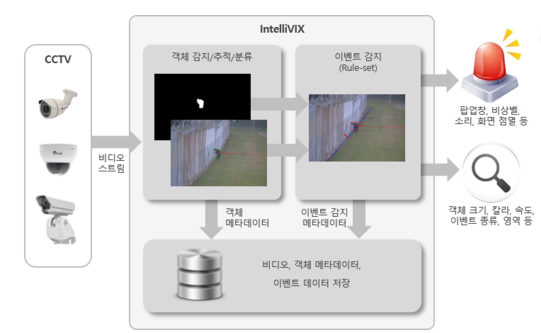 IntelliVIX
CCTV
객체 감지/추적/분류
이벤트 감지
(Rule-set)
비디오
스트림
팝업창, 비상벨,
소리, 화면 점멸 등
객체
메타데이터
이벤트 감지
메타데이터
객체 크기, 칼라, 속도,
이벤트 종류, 영역 등
비디오, 객체 메타데이터,
이벤트 데이터 저장